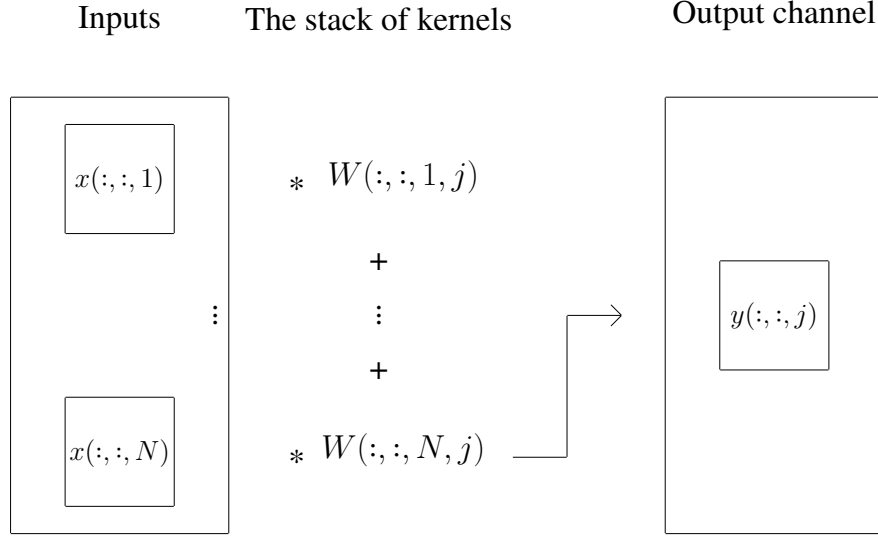 Inputs The stack of kernels Output channel
x(:,:,1) * W(:,:,1,j)
+
⋮ ⋮
y(:,:,j)
+
x(:,:,N) * W(:,:,N,j)